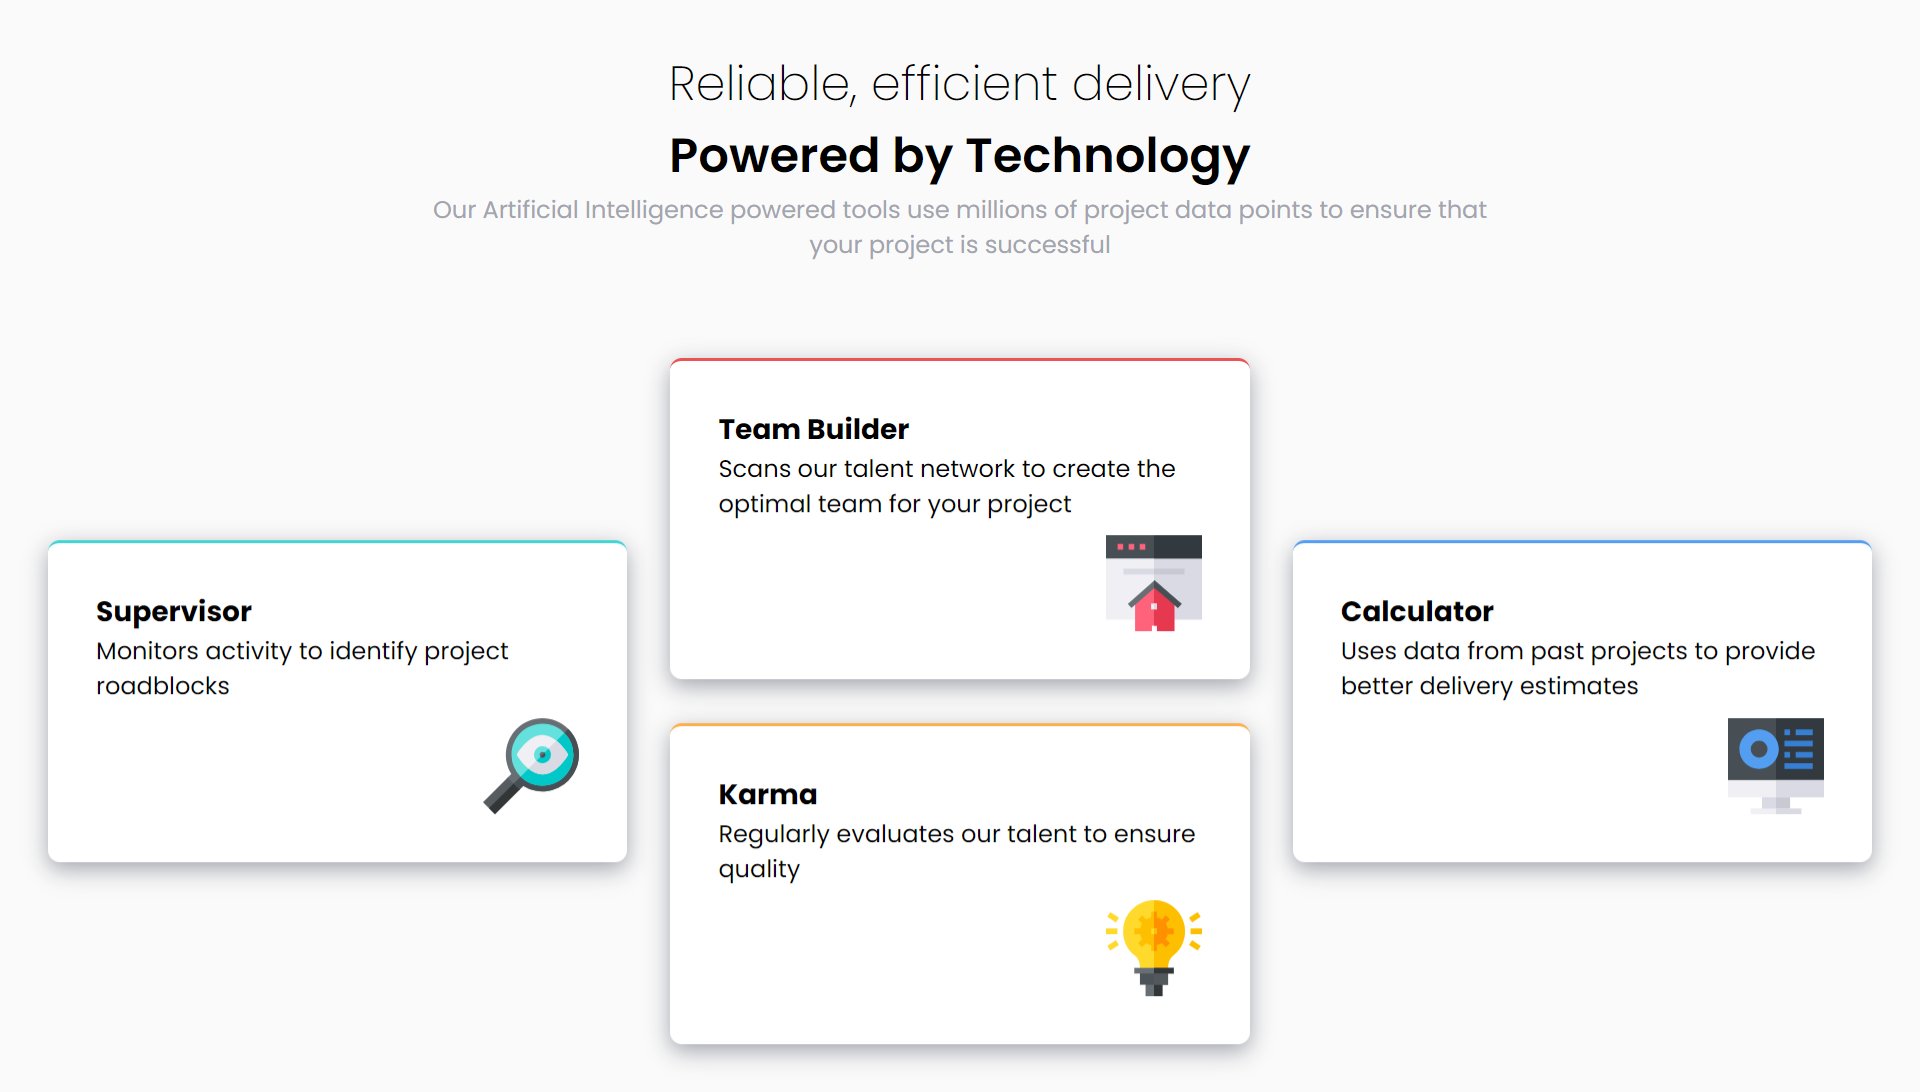 Reliable, efficient delivery
Powered by Technology
Our Artificial Intelligence powered tools use millions of project data points to ensure that
your project is successful
Supervisor
Monitors activity to identify project
roadblocks
Team Builder
Scans our talent network to create the
optimal team for your project
Karma
Regularly evaluates our talent to ensure
quality
Calculator
Uses data from past projects to provide
better delivery estimates